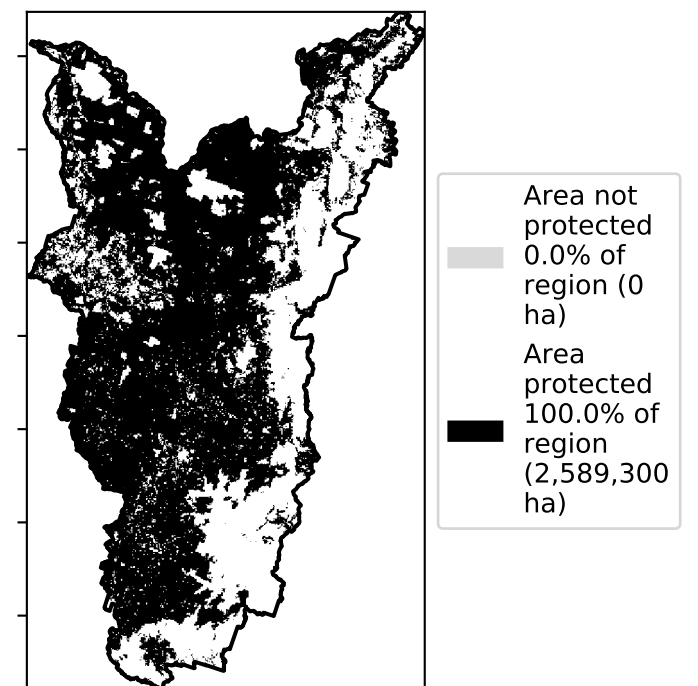 Area not
protected
0.0% of
region (0
ha)
Area
protected
100.0% of
region
(2,589,300
ha)